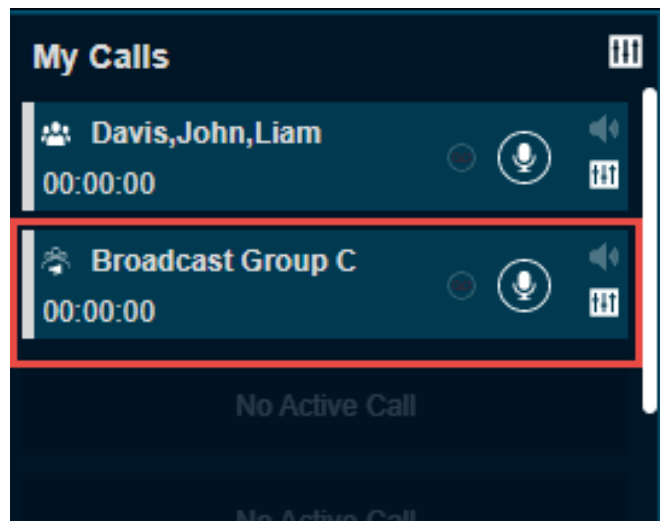 My Calls
Davis,John,Liam
00:00:00
Broadcast Group C
00:00:00
No Active Call
No Active Call